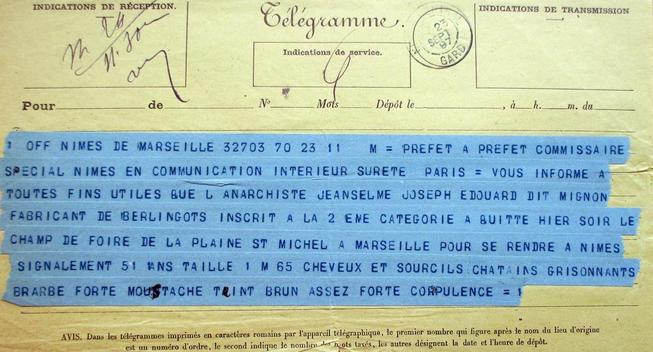 INDICATIONS DE RÉCEPTION.
Télégramme.
INDICATIONS DE TRANSMISSION
Indications de service.
23
SEPT
97
GARD
Pour de N° Mots Dépôt le , à h. m. du
1 OFF NIMES DE MARSEILLE 32703 70 23 11 M = PREFET A PREFET COMMISSAIRE
SPECIAL NIMES EN COMMUNICATION INTERIEUR SURETE PARIS = VOUS INFORME A
TOUTES FINS UTILES QUE L ANARCHISTE JEANSELME JOSEPH EDOUARD DIT MIGNON
FABRICANT DE BERLINGOTS INSCRIT A LA 2 EME CATEGORIE A QUITTE HIER SOIR LE
CHAMP DE FOIRE DE LA PLAINE ST MICHEL A MARSEILLE POUR SE RENDRE A NIMES
SIGNALEMENT 51 ANS TAILLE 1 M 65 CHEVEUX ET SOURCILS CHATAINS GRISONNANTS
BRARBE FORTE MOUSTACHE TEINT BRUN ASSEZ FORTE CORPULENCE = 1
AVIS. Dans les télégrammes imprimés en caractères romains par l'appareil télégraphique, le premier nombre qui figure après le nom du lieu d'origine
est un numéro d'ordre, le second indique le nombre des mots taxés, les autres désignent la date et l'heure de dépôt.